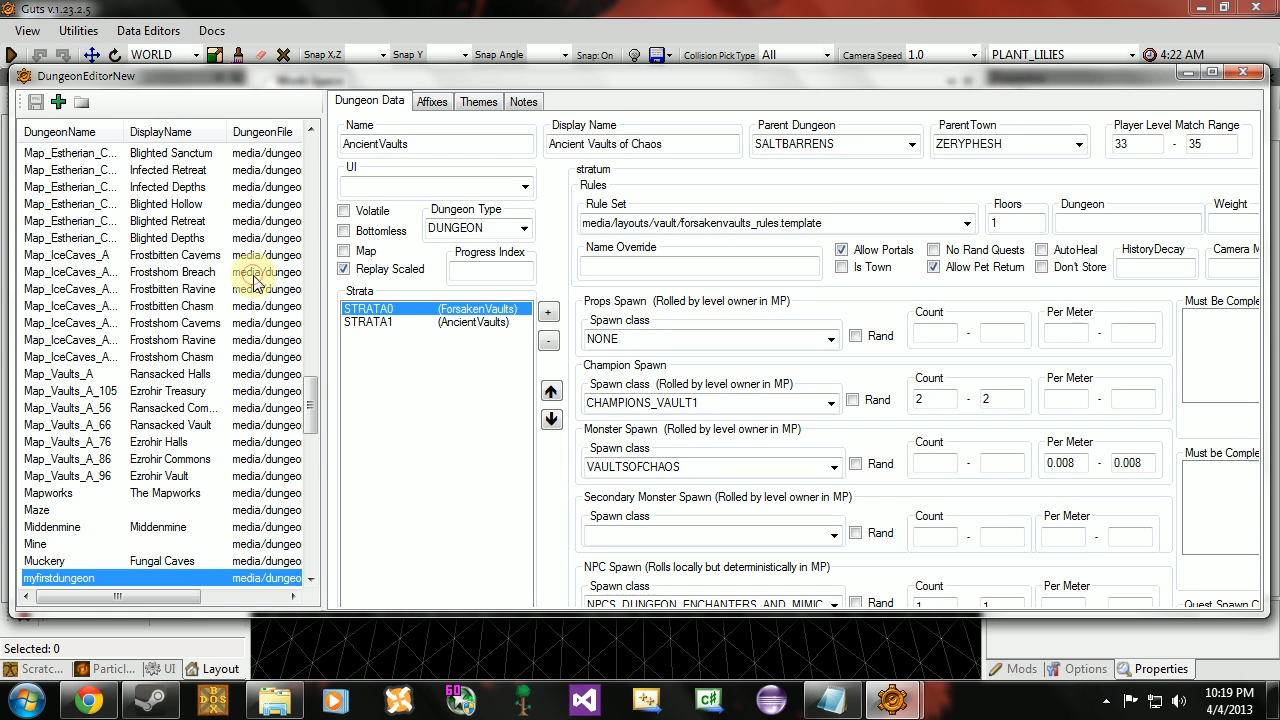 Guts v.1.23.2.5
View Utilities Data Editors Docs
WORLD Snap X,Z Snap Y Snap Angle Snap: On Collision Pick Type All Camera Speed 1.0 PLANT_LILIES 4:22 AM
DungeonEditorNew
DungeonName DisplayName DungeonFile
Map_Estherian_C... Blighted Sanctum media/dungeo
Map_Estherian_C... Infected Retreat media/dungeo
Map_Estherian_C... Infected Depths media/dungeo
Map_Estherian_C... Blighted Hollow media/dungeo
Map_Estherian_C... Blighted Retreat media/dungeo
Map_Estherian_C... Blighted Depths media/dungeo
Map_IceCaves_A Frostbitten Caverns media/dungeo
Map_IceCaves_A... Frostshorn Breach media/dungeo
Map_IceCaves_A... Frostbitten Ravine media/dungeo
Map_IceCaves_A... Frostbitten Chasm media/dungeo
Map_IceCaves_A... Frostshorn Caverns media/dungeo
Map_IceCaves_A... Frostshorn Ravine media/dungeo
Map_IceCaves_A... Frostshorn Chasm media/dungeo
Map_Vaults_A Ransacked Halls media/dungeo
Map_Vaults_A_105 Ezrohir Treasury media/dungeo
Map_Vaults_A_56 Ransacked Com... media/dungeo
Map_Vaults_A_66 Ransacked Vault media/dungeo
Map_Vaults_A_76 Ezrohir Halls media/dungeo
Map_Vaults_A_86 Ezrohir Commons media/dungeo
Map_Vaults_A_96 Ezrohir Vault media/dungeo
Mapworks The Mapworks media/dungeo
Maze media/dungeo
Middenmine Middenmine media/dungeo
Mine media/dungeo
Muckery Fungal Caves media/dungeo
myfirstdungeon media/dungeo
Dungeon Data Affixes Themes Notes
Name Display Name Parent Dungeon ParentTown Player Level Match Range
AncientVaults Ancient Vaults of Chaos SALTBARRENS ZERYPHESH 33 - 35
UI
Volatile Dungeon Type
Bottomless DUNGEON
Map Progress Index
Replay Scaled
Strata
STRATA0 (ForsakenVaults)
STRATA1 (AncientVaults)
+
-
stratum
Rules
Rule Set Floors Dungeon Weight
media/layouts/vault/forsakenvaults_rules.template 1
Name Override Allow Portals No Rand Quests AutoHeal HistoryDecay Camera M
Is Town Allow Pet Return Don't Store
Props Spawn (Rolled by level owner in MP) Must Be Comple
Spawn class Count Per Meter
NONE Rand - -
Champion Spawn
Spawn class (Rolled by level owner in MP) Count Per Meter
CHAMPIONS_VAULT1 Rand 2 - 2 -
Monster Spawn (Rolled by level owner in MP)
Spawn class Count Per Meter Must be Comple
VAULTSOFCHAOS Rand - 0.008 - 0.008
Secondary Monster Spawn (Rolled by level owner in MP)
Spawn class Count Per Meter
Rand - -
NPC Spawn (Rolls locally but deterministically in MP)
Spawn class Count Per Meter
NPCS_DUNGEON_ENCHANTERS_AND_MIMIC Rand 1 - 1 - Quest Spawn C
Selected: 0
Scratc... Particl... UI Layout Mods Options Properties
60
DOS BOX
C#
10:19 PM
4/4/2013